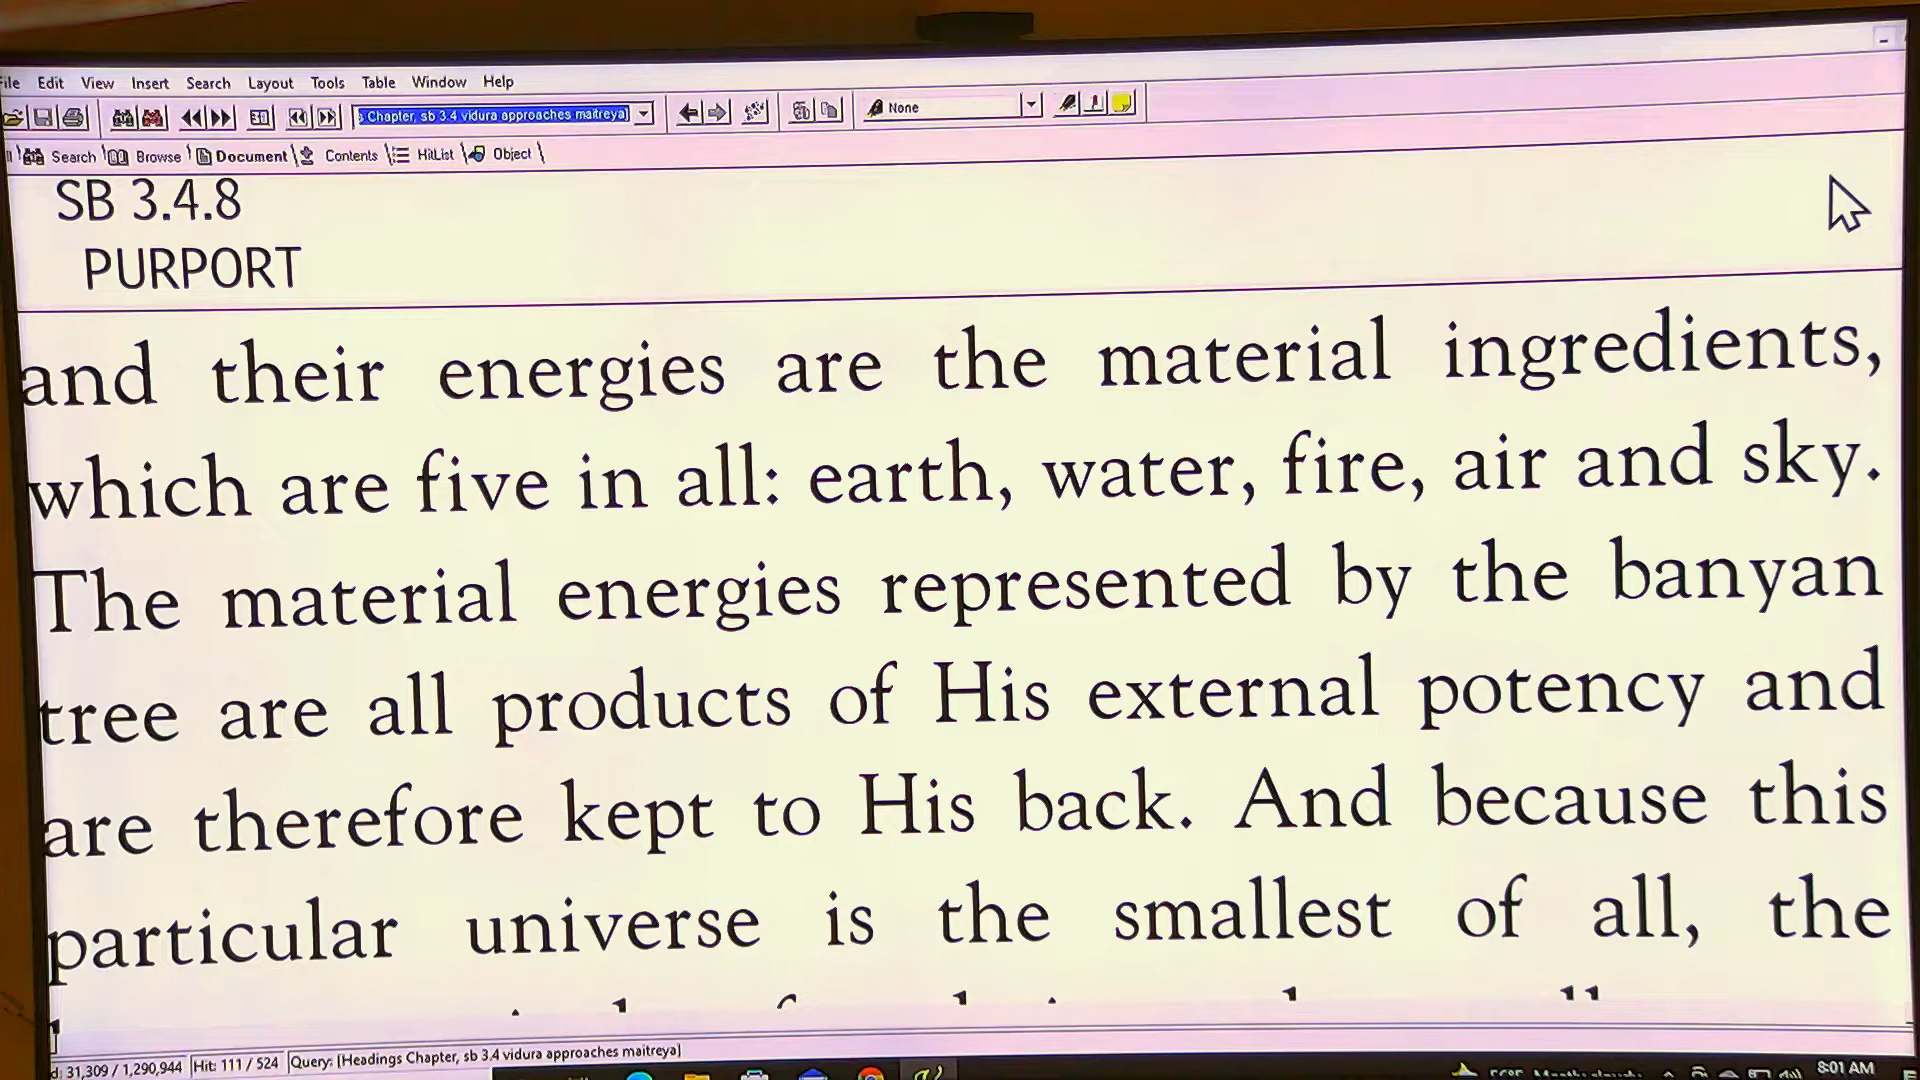 File Edit View Insert Search Layout Tools Table Window Help
s Chapter, sb 3.4 vidura approaches maitreya] None
Search Browse Document Contents HitList Object
SB 3.4.8
PURPORT
and their energies are the material ingredients,
which are five in all: earth, water, fire, air and sky.
The material energies represented by the banyan
tree are all products of His external potency and
are therefore kept to His back. And because this
particular universe is the smallest of all, the
d: 31,309 / 1,290,944 Hit: 111 / 524 Query: [Headings Chapter, sb 3.4 vidura approaches maitreya]
8:01 AM